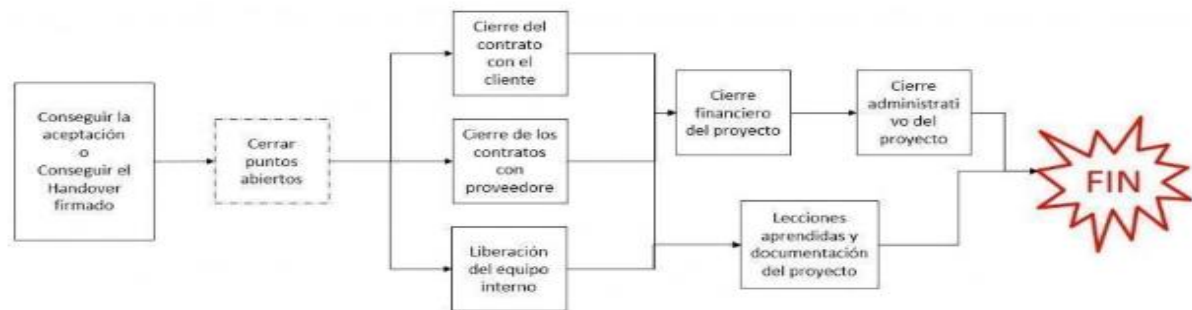 Conseguir la
aceptación
o
Conseguir el
Handover
firmado
Cerrar
puntos
abiertos
Cierre del
contrato
con el
cliente
Cierre de los
contratos
con
proveedore
Liberación
del equipo
interno
Cierre
financiero
del proyecto
Cierre
administrati
vo del
proyecto
Lecciones
aprendidas y
documentación
del proyecto
FIN